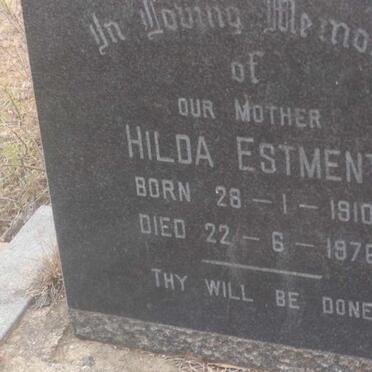 In Loving Memo
of
OUR MOTHER
HILDA ESTMENT
BORN 28-1-1910
DIED 22-6-1976
THY WILL BE DONE